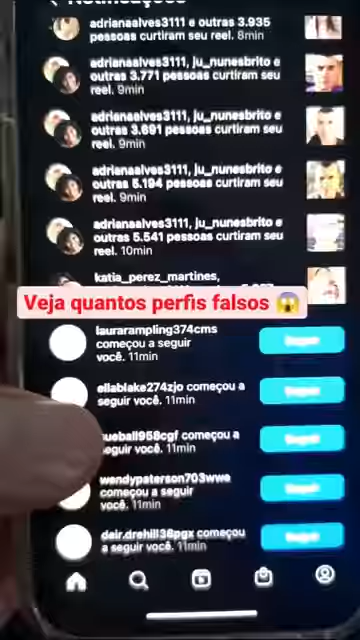 Notificações
adrianaalves3111 e outras 3.935
pessoas curtiram seu reel. 8min
adrianaalves3111, ju_nunesbrito e
outras 3.771 pessoas curtiram seu
reel. 9min
adrianaalves3111, ju_nunesbrito e
outras 3.691 pessoas curtiram seu
reel. 9min
adrianaalves3111, ju_nunesbrito e
outras 5.194 pessoas curtiram seu
reel. 9min
adrianaalves3111, ju_nunesbrito e
outras 5.541 pessoas curtiram seu
reel. 10min
katia_perez_martines,
Veja quantos perfis falsos 😱
laurarampling374cms
começou a seguir
você. 11min
Seguir
ellablake274zjo começou a
seguir você. 11min
Seguir
ueball958cgf começou a
seguir você. 11min
Seguir
wendypaterson703wwa
começou a seguir
você. 11min
Seguir
deir.drehill36pgx começou
a seguir você. 11min
Seguir